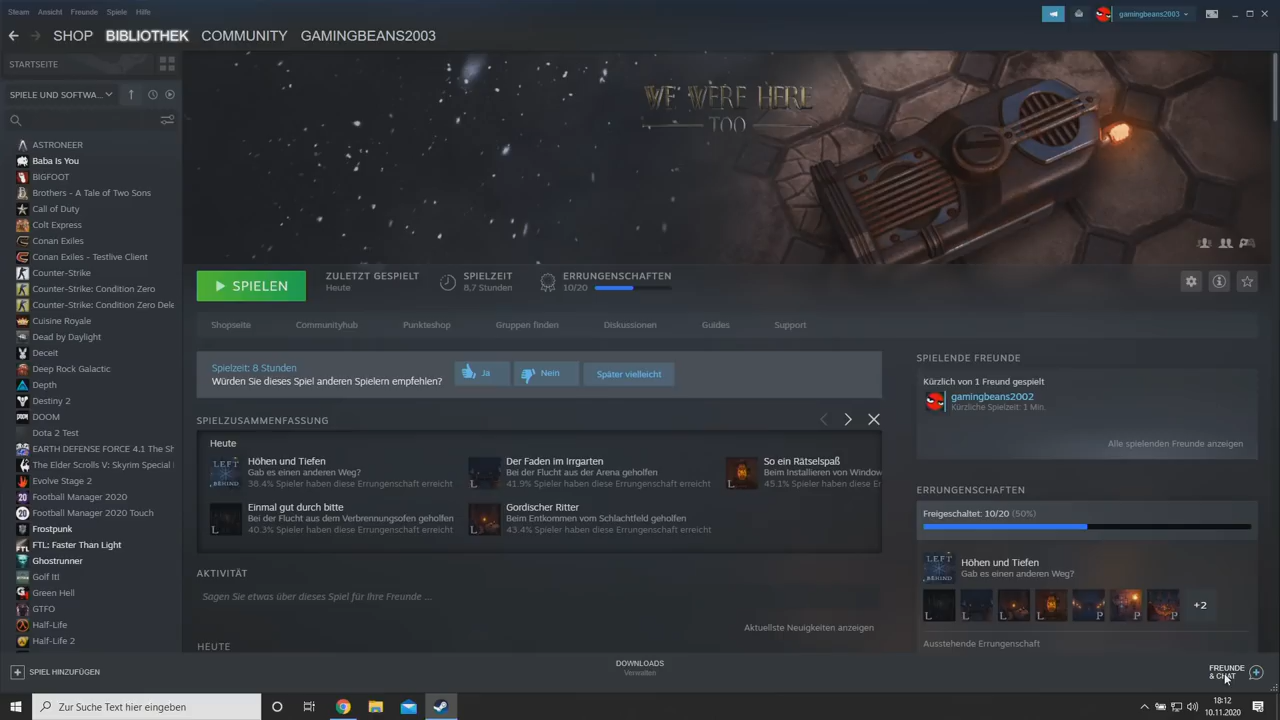 Steam Ansicht Freunde Spiele Hilfe
gamingbeans2003
SHOP BIBLIOTHEK COMMUNITY GAMINGBEANS2003
STARTSEITE
SPIELE UND SOFTWA...
ASTRONEER
Baba Is You
BIGFOOT
Brothers - A Tale of Two Sons
Call of Duty
Colt Express
Conan Exiles
Conan Exiles - Testlive Client
Counter-Strike
Counter-Strike: Condition Zero
Counter-Strike: Condition Zero Dele
Cuisine Royale
Dead by Daylight
Deceit
Deep Rock Galactic
Depth
Destiny 2
DOOM
Dota 2 Test
EARTH DEFENSE FORCE 4.1 The Sh
The Elder Scrolls V: Skyrim Special
Evolve Stage 2
Football Manager 2020
Football Manager 2020 Touch
Frostpunk
FTL: Faster Than Light
Ghostrunner
Golf It!
Green Hell
GTFO
Half-Life
Half-Life 2
WE WERE HERE
TOO
SPIELEN
ZULETZT GESPIELT
Heute
SPIELZEIT
8,7 Stunden
ERRUNGENSCHAFTEN
10/20
Shopseite Communityhub Punkteshop Gruppen finden Diskussionen Guides Support
Spielzeit: 8 Stunden
Würden Sie dieses Spiel anderen Spielern empfehlen?
Ja Nein Später vielleicht
SPIELZUSAMMENFASSUNG
Heute
LEFT
BEHIND
Höhen und Tiefen
Gab es einen anderen Weg?
38.4% Spieler haben diese Errungenschaft erreicht
L
Der Faden im Irrgarten
Bei der Flucht aus der Arena geholfen
41.9% Spieler haben diese Errungenschaft erreicht
L
So ein Rätselspaß
Beim Installieren von Window
45.1% Spieler haben diese Errungenschaft er
L
Einmal gut durch bitte
Bei der Flucht aus dem Verbrennungsofen geholfen
40.3% Spieler haben diese Errungenschaft erreicht
L
Gordischer Ritter
Beim Entkommen vom Schlachtfeld geholfen
43.4% Spieler haben diese Errungenschaft erreicht
AKTIVITÄT
Sagen Sie etwas über dieses Spiel für Ihre Freunde ...
Aktuellste Neuigkeiten anzeigen
HEUTE
SPIELENDE FREUNDE
Kürzlich von 1 Freund gespielt
gamingbeans2002
Kürzliche Spielzeit: 1 Min.
Alle spielenden Freunde anzeigen
ERRUNGENSCHAFTEN
Freigeschaltet: 10/20 (50%)
LEFT
BEHIND
Höhen und Tiefen
Gab es einen anderen Weg?
L L L L P P P +2
Ausstehende Errungenschaft
SPIEL HINZUFÜGEN
DOWNLOADS
Verwalten
FREUNDE
& CHAT
Zur Suche Text hier eingeben
18:12
10.11.2020